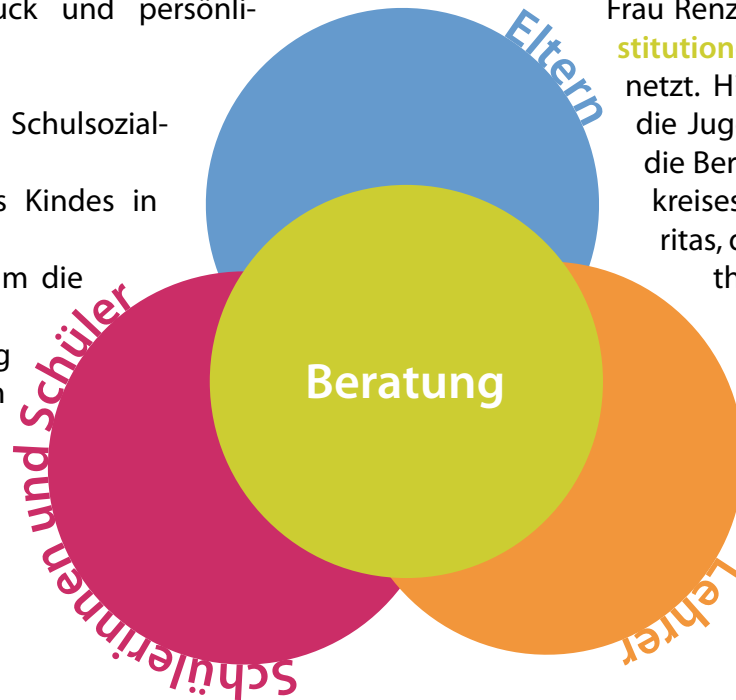 ck und persönli-
Schulsozial-
Kindes in
m die
g
Schülerinnen und Schüler
Eltern
Beratung
Lehrer
Frau Renz
stitution
netzt. H
die Jug
die Ber
kreises
ritas,
th